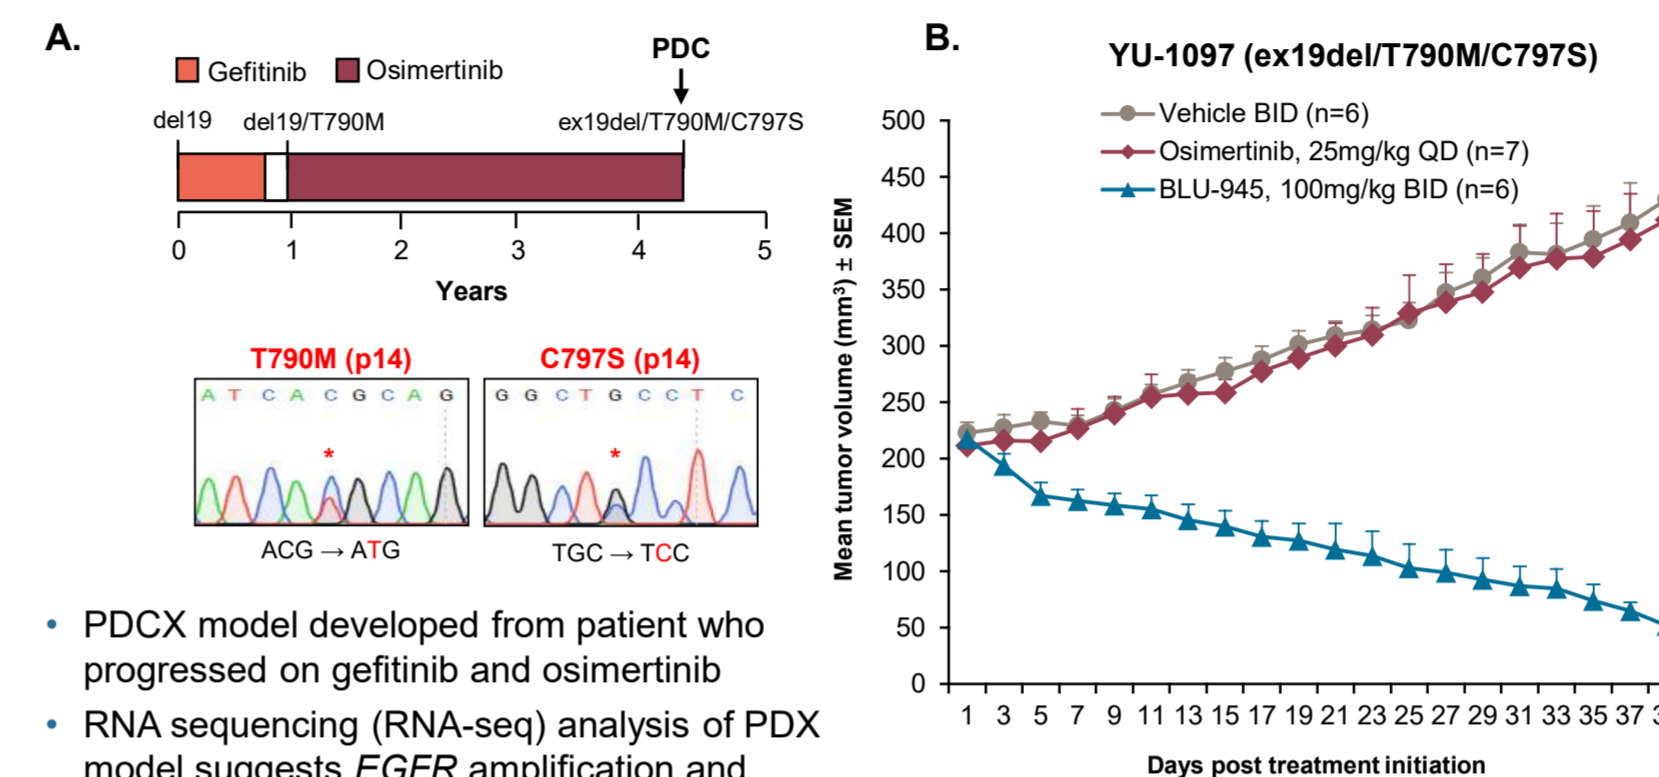 A.
Gefitinib
Osimertinib
PDC
del19
del19/T790M
ex19del/T790M/C797S
0 1 2 3 4 5
Years
T790M (p14)
A T C A C G C A G
*
ACG → ATG
C797S (p14)
G G C T G C C T C
*
TGC → TCC
• PDCX model developed from patient who
progressed on gefitinib and osimertinib
• RNA sequencing (RNA-seq) analysis of PDX
model suggests EGFR amplification and
B.
YU-1097 (ex19del/T790M/C797S)
Vehicle BID (n=6)
Osimertinib, 25mg/kg QD (n=7)
BLU-945, 100mg/kg BID (n=6)
Mean tumor volume (mm³) ± SEM
500
450
400
350
300
250
200
150
100
50
0
1 3 5 7 9 11 13 15 17 19 21 23 25 27 29 31 33 35 37
Days post treatment initiation